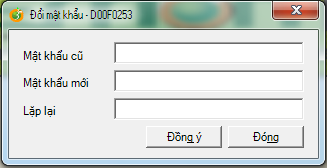 Đổi mật khẩu - D00F0253
Mật khẩu cũ
Mật khẩu mới
Lặp lại
Đồng ý
Đóng